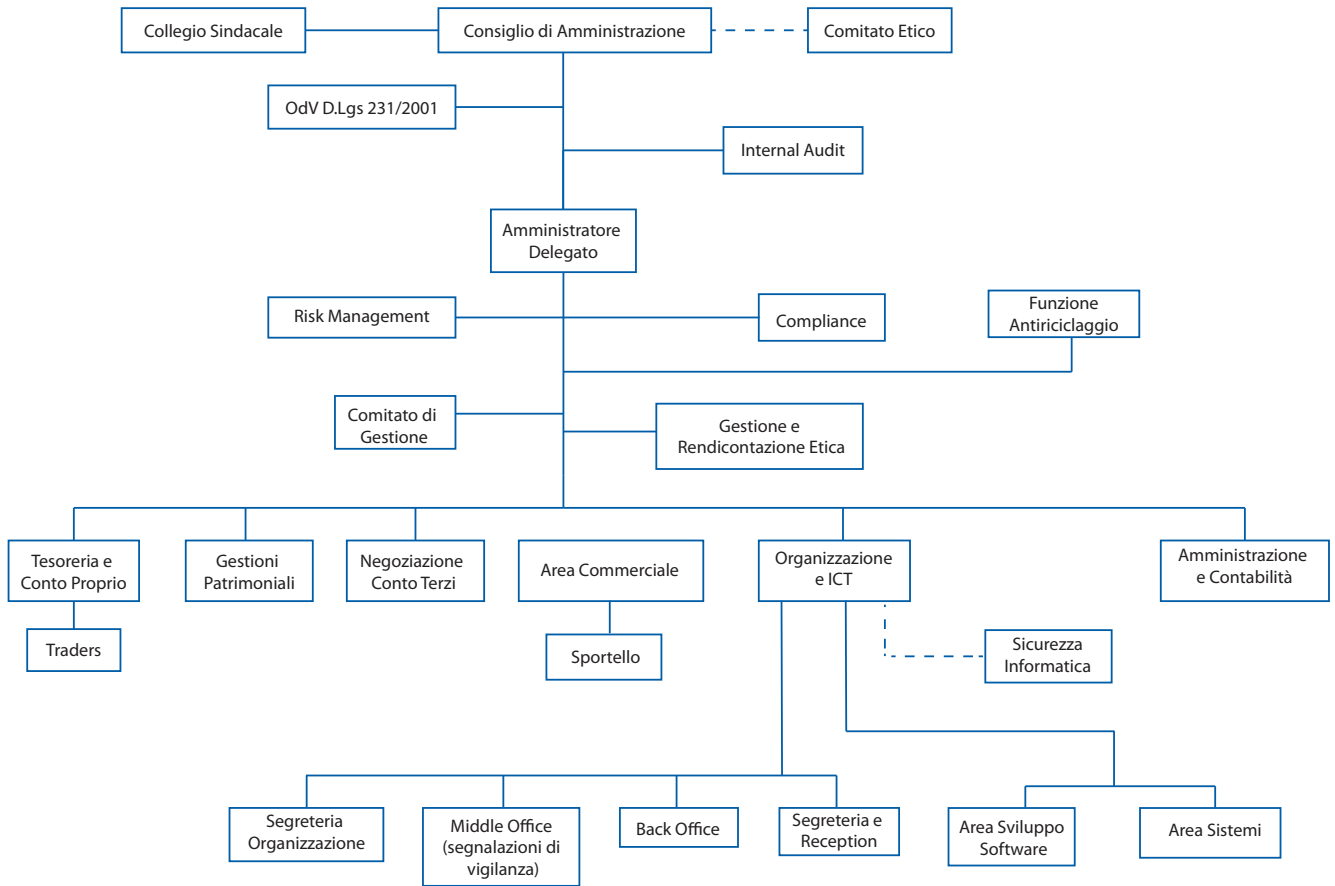 Collegio Sindacale
Consiglio di Amministrazione
Comitato Etico
OdV D.Lgs 231/2001
Internal Audit
Amministratore
Delegato
Risk Management
Compliance
Funzione
Antiriciclaggio
Comitato di
Gestione
Gestione e
Rendicontazione Etica
Tesoreria e
Conto Proprio
Gestioni
Patrimoniali
Negoziazione
Conto Terzi
Area Commerciale
Organizzazione
e ICT
Amministrazione
e Contabilità
Traders
Sportello
Sicurezza
Informatica
Segreteria
Organizzazione
Middle Office
(segnalazioni di
vigilanza)
Back Office
Segreteria e
Reception
Area Sviluppo
Software
Area Sistemi